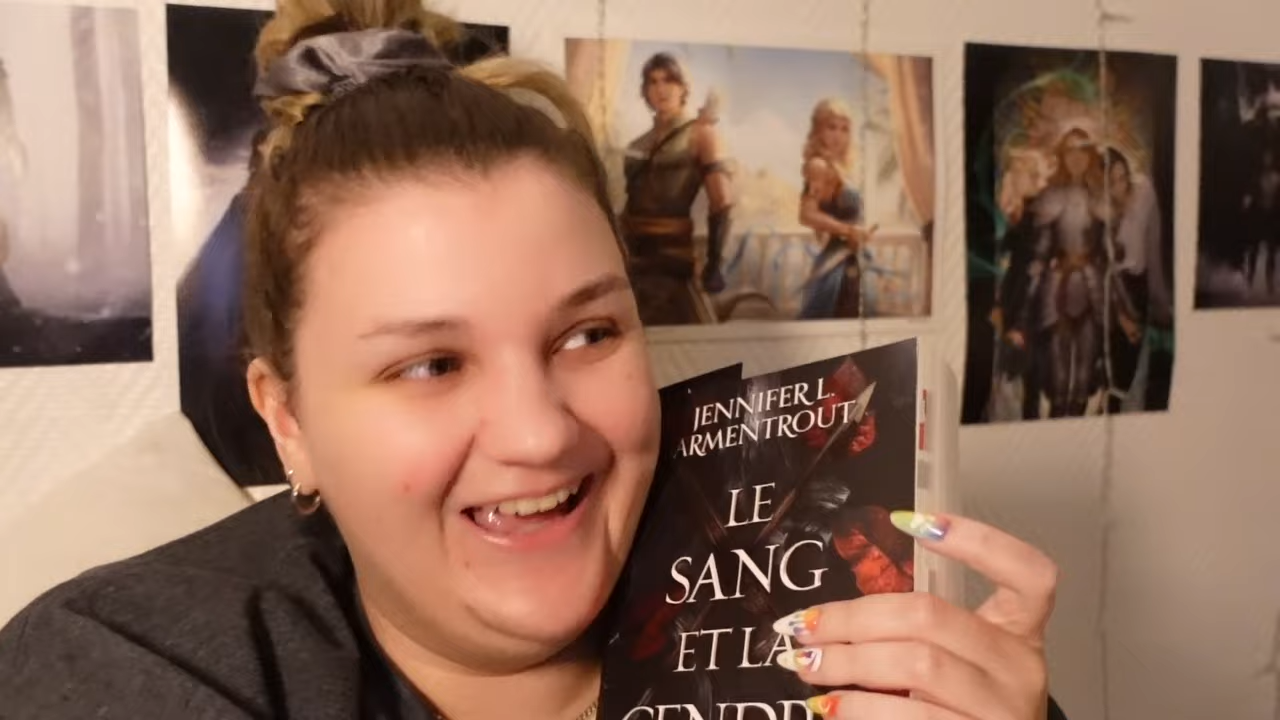 JENNIFER L.
ARMENTROUT
LE
SANG
ET LA